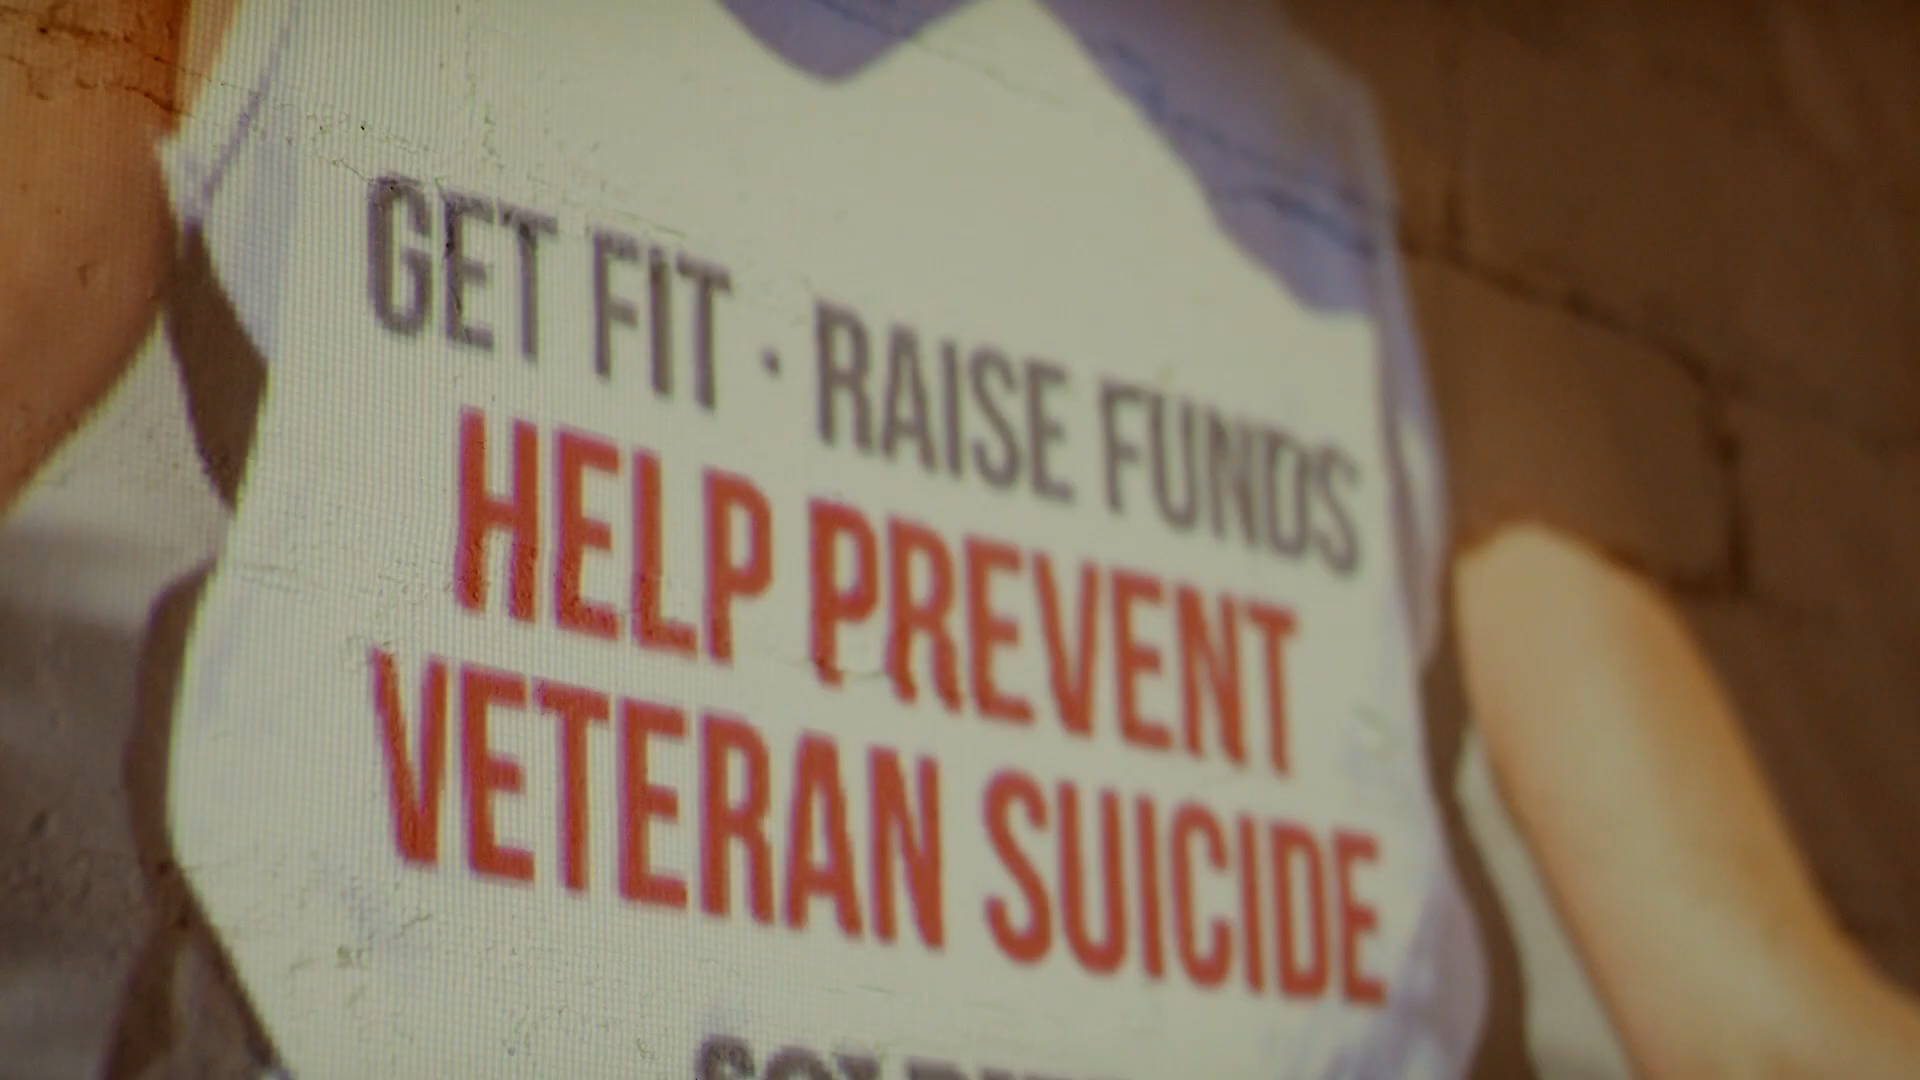 GET FIT · RAISE FUNDS
HELP PREVENT
VETERAN SUICIDE